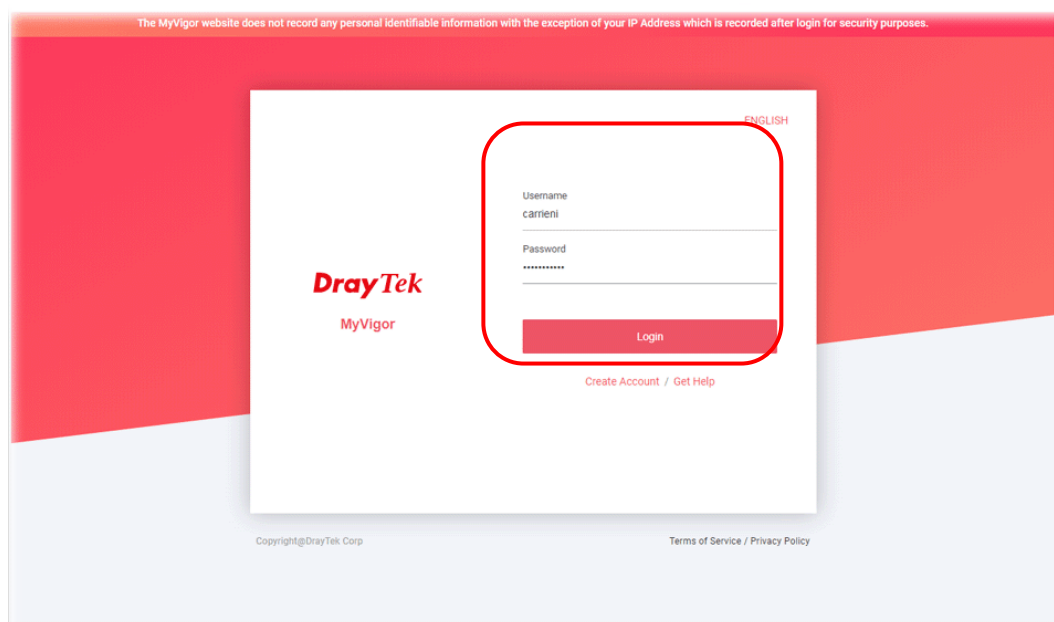 The MyVigor website does not record any personal identifiable information with the exception of your IP Address which is recorded after login for security purposes.
ENGLISH
Username
carrieni
Password
•••••••••••
DrayTek
MyVigor
Login
Create Account / Get Help
Copyright@DrayTek Corp
Terms of Service / Privacy Policy